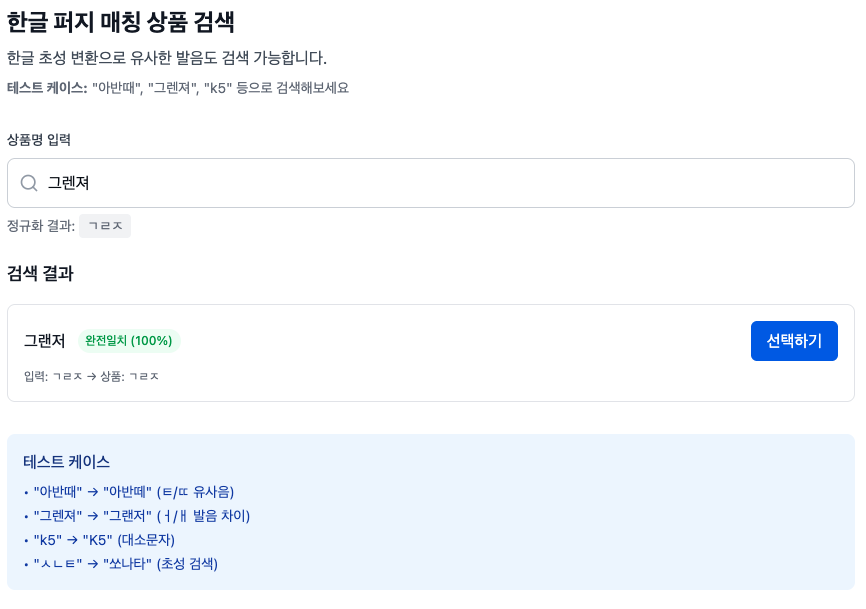 한글 퍼지 매칭 상품 검색
한글 초성 변환으로 유사한 발음도 검색 가능합니다.
테스트 케이스: "아반때", "그렌져", "k5" 등으로 검색해보세요
상품명 입력
그렌져
정규화 결과: ㄱㄹㅈ
검색 결과
그랜저 완전일치 (100%)
선택하기
입력: ㄱㄹㅈ → 상품: ㄱㄹㅈ
테스트 케이스
• "아반때" → "아반떼" (ㅌ/ㄸ 유사음)
• "그렌져" → "그랜저" (ㅓ/ㅐ 발음 차이)
• "k5" → "K5" (대소문자)
• "ㅅㄴㅌ" → "쏘나타" (초성 검색)